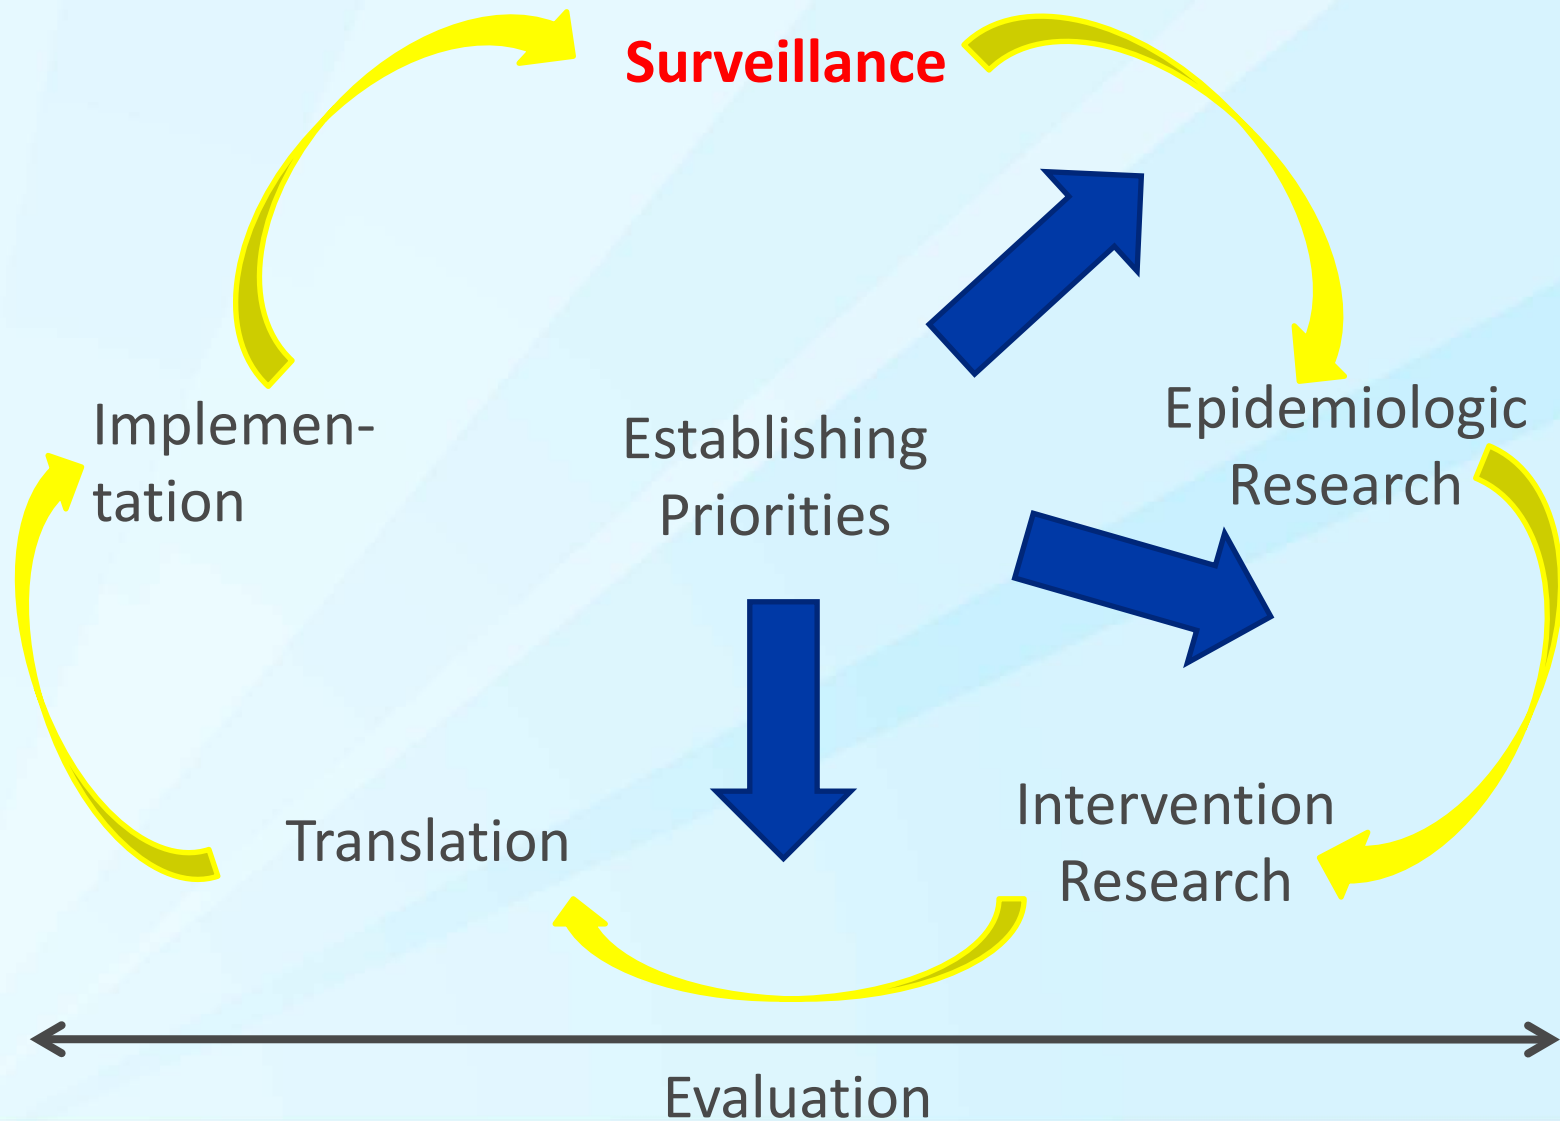 Surveillance
Implemen-
tation
Establishing
Priorities
Epidemiologic
Research
Translation
Intervention
Research
Evaluation